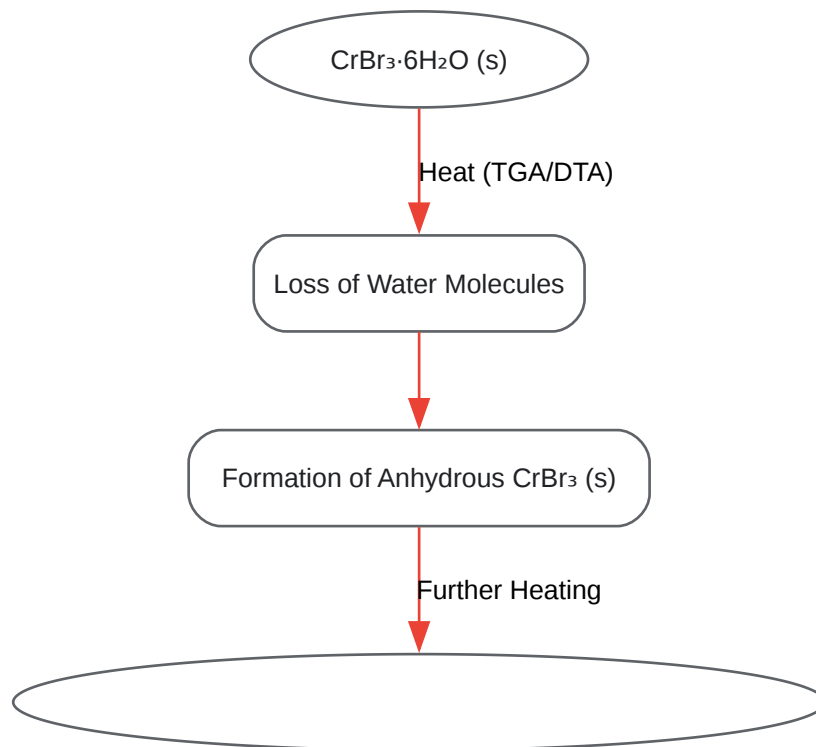 CrBr₃·6H₂O (s)
Heat (TGA/DTA)
Loss of Water Molecules
Formation of Anhydrous CrBr₃ (s)
Further Heating